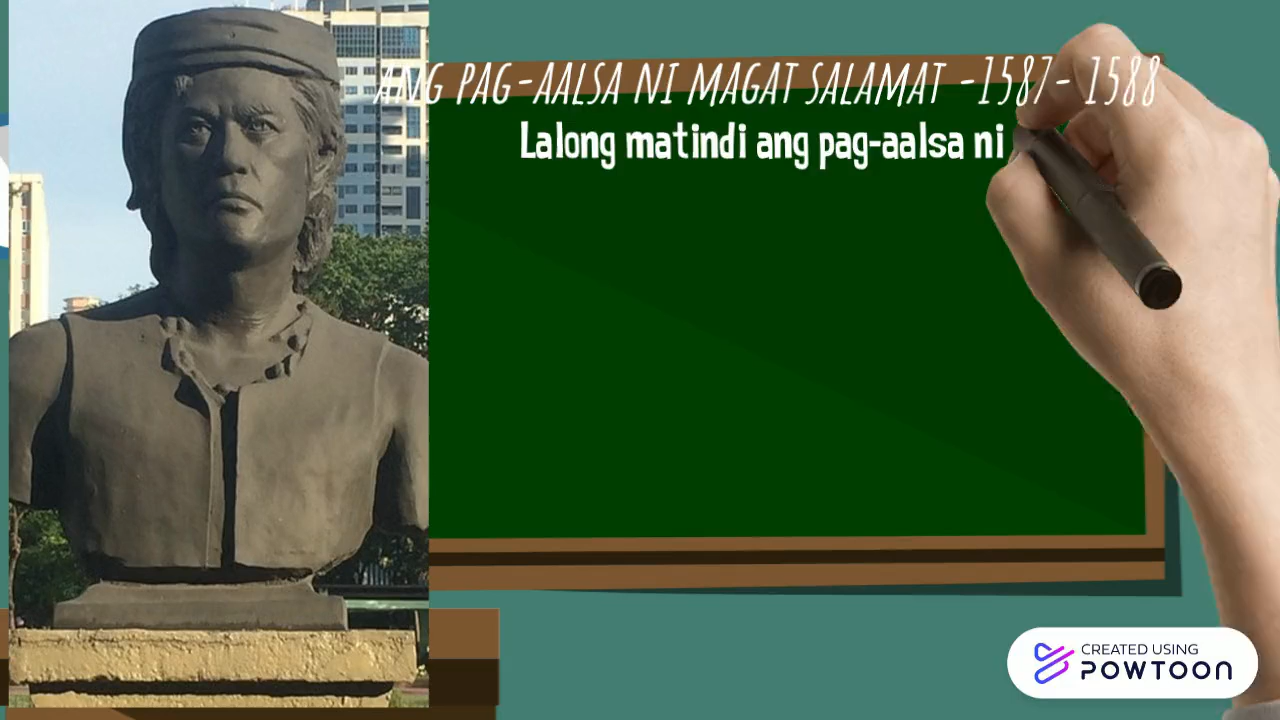 ANG PAG-AALSA NI MAGAT SALAMAT -1587- 1588
Lalong matindi ang pag-aalsa ni
CREATED USING
POWTOON